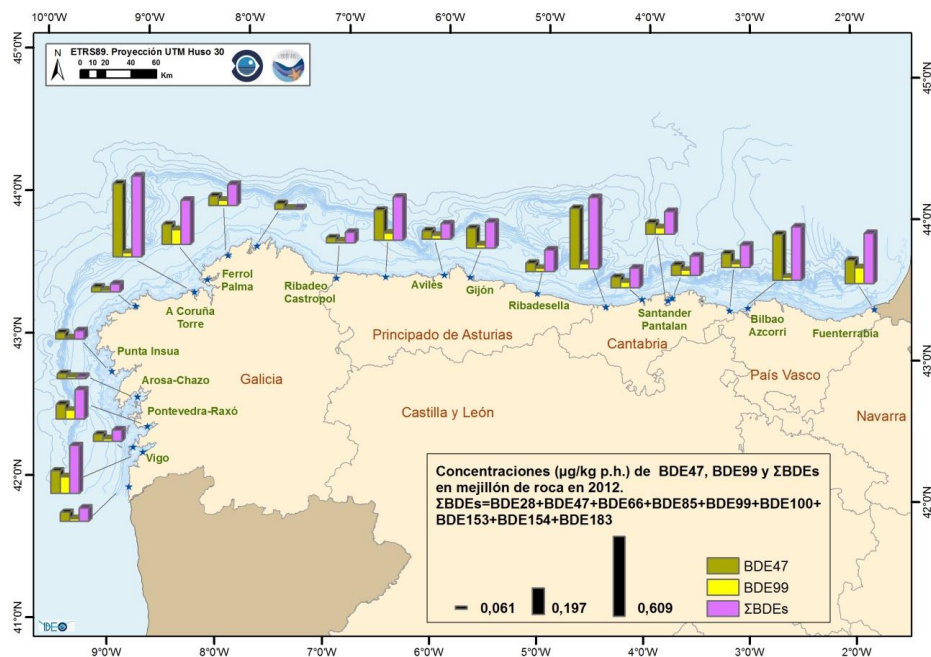 10°0'W 9°0'W 8°0'W 7°0'W 6°0'W 5°0'W 4°0'W 3°0'W 2°0'W
45°0'N
45°0'N
N
ETRS89. Proyección UTM Huso 30
0 10 20 40 60
Km
44°0'N
44°0'N
Ferrol
Palma
Ribadeo
Castropol
Avilés
Gijón
Ribadesella
A Coruña
Torre
Santander
Pantalan
Bilbao
Azcorri
Fuenterrabia
43°0'N
43°0'N
Principado de Asturias
Cantabria
Punta Insua
País Vasco
Arosa-Chazo
Galicia
Pontevedra-Raxó
Castilla y León
Navarra
Vigo
42°0'N
42°0'N
Concentraciones (µg/kg p.h.) de BDE47, BDE99 y ΣBDEs
en mejillón de roca en 2012.
ΣBDEs=BDE28+BDE47+BDE66+BDE85+BDE99+BDE100+
BDE153+BDE154+BDE183
BDE47
BDE99
ΣBDEs
0,061 0,197 0,609
41°0'N
9°0'W 8°0'W 7°0'W 6°0'W 5°0'W 4°0'W 3°0'W 2°0'W